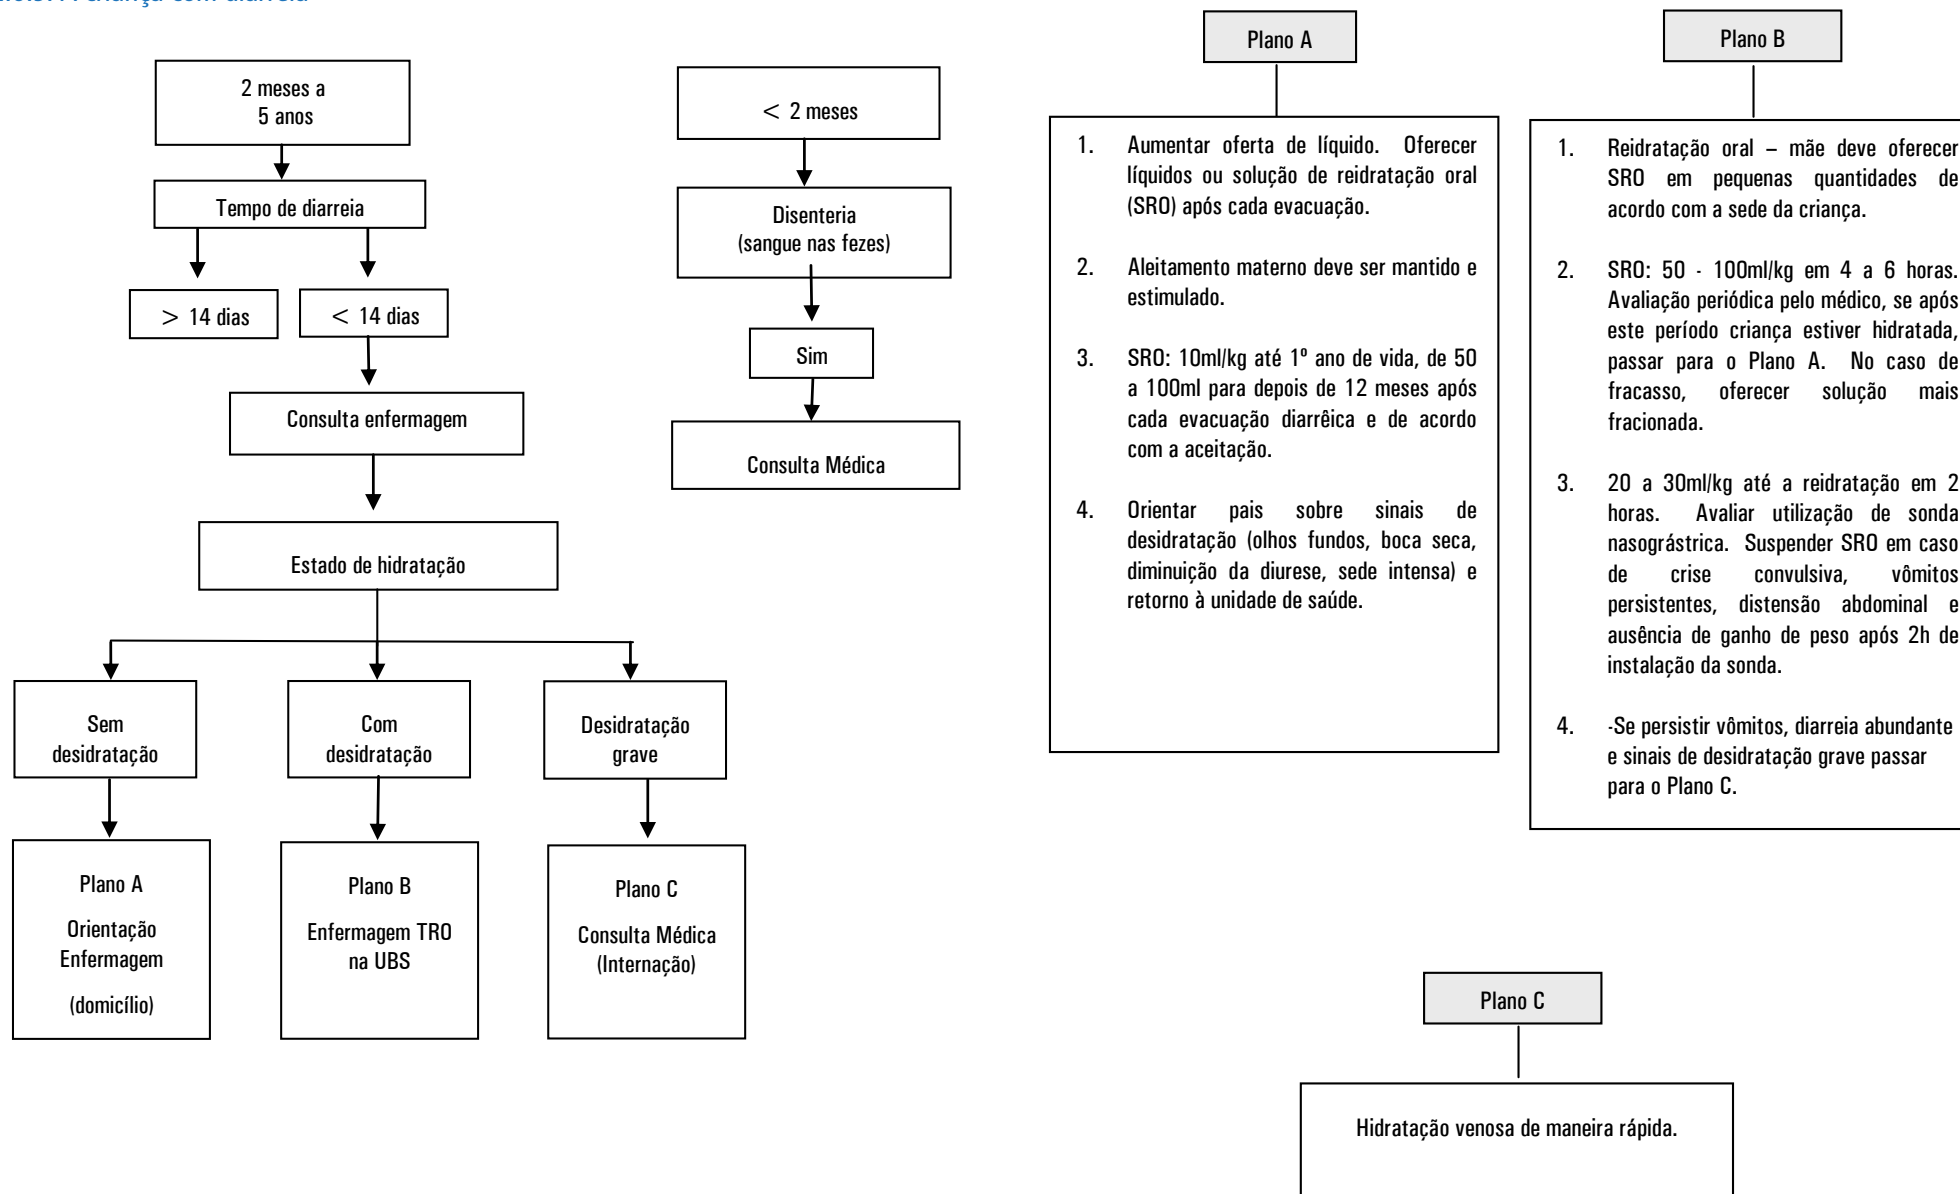 A criança com diarreia
2 meses a
5 anos
Tempo de diarreia
> 14 dias
< 14 dias
Consulta enfermagem
Estado de hidratação
Sem
desidratação
Com
desidratação
Desidratação
grave
Plano A
Orientação
Enfermagem
(domicílio)
Plano B
Enfermagem TRO
na UBS
Plano C
Consulta Médica
(Internação)
< 2 meses
Disenteria
(sangue nas fezes)
Sim
Consulta Médica
Plano A
1. Aumentar oferta de líquido. Oferecer
líquidos ou solução de reidratação oral
(SRO) após cada evacuação.
2. Aleitamento materno deve ser mantido e
estimulado.
3. SRO: 10ml/kg até 1º ano de vida, de 50
a 100ml para depois de 12 meses após
cada evacuação diarrêica e de acordo
com a aceitação.
4. Orientar pais sobre sinais de
desidratação (olhos fundos, boca seca,
diminuição da diurese, sede intensa) e
retorno à unidade de saúde.
Plano B
1. Reidratação oral – mãe deve oferecer
SRO em pequenas quantidades de
acordo com a sede da criança.
2. SRO: 50 - 100ml/kg em 4 a 6 horas.
Avaliação periódica pelo médico, se após
este período criança estiver hidratada,
passar para o Plano A. No caso de
fracasso, oferecer solução mais
fracionada.
3. 20 a 30ml/kg até a reidratação em 2
horas. Avaliar utilização de sonda
nasográstrica. Suspender SRO em caso
de crise convulsiva, vômitos
persistentes, distensão abdominal e
ausência de ganho de peso após 2h de
instalação da sonda.
4. -Se persistir vômitos, diarreia abundante
e sinais de desidratação grave passar
para o Plano C.
Plano C
Hidratação venosa de maneira rápida.